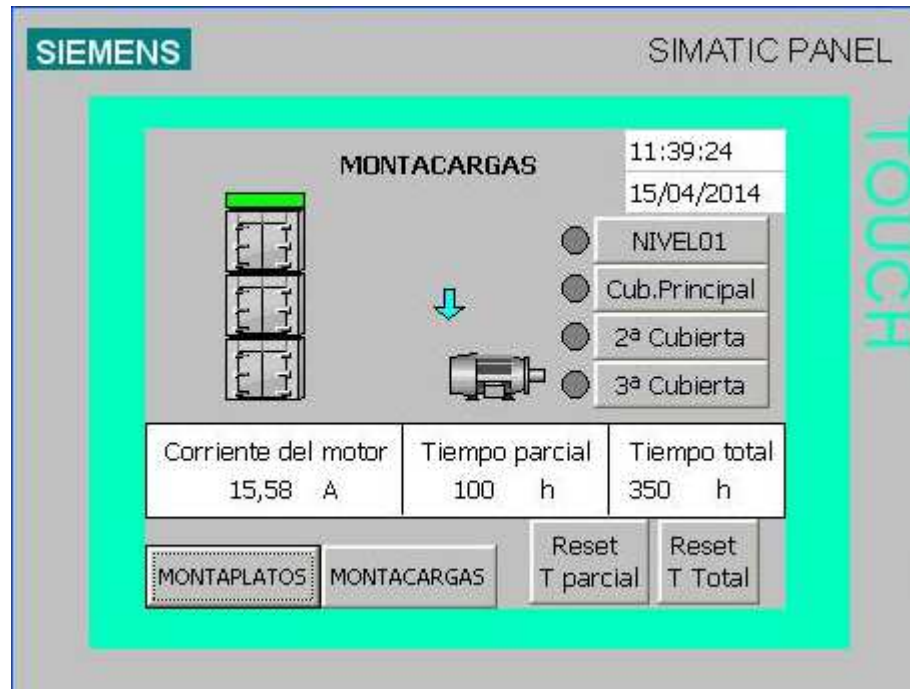 SIEMENS
SIMATIC PANEL
TOUCH
MONTACARGAS
11:39:24
15/04/2014
NIVEL01
Cub.Principal
2ª Cubierta
3ª Cubierta
Corriente del motor
15,58 A
Tiempo parcial
100 h
Tiempo total
350 h
MONTAPLATOS
MONTACARGAS
Reset
T parcial
Reset
T Total